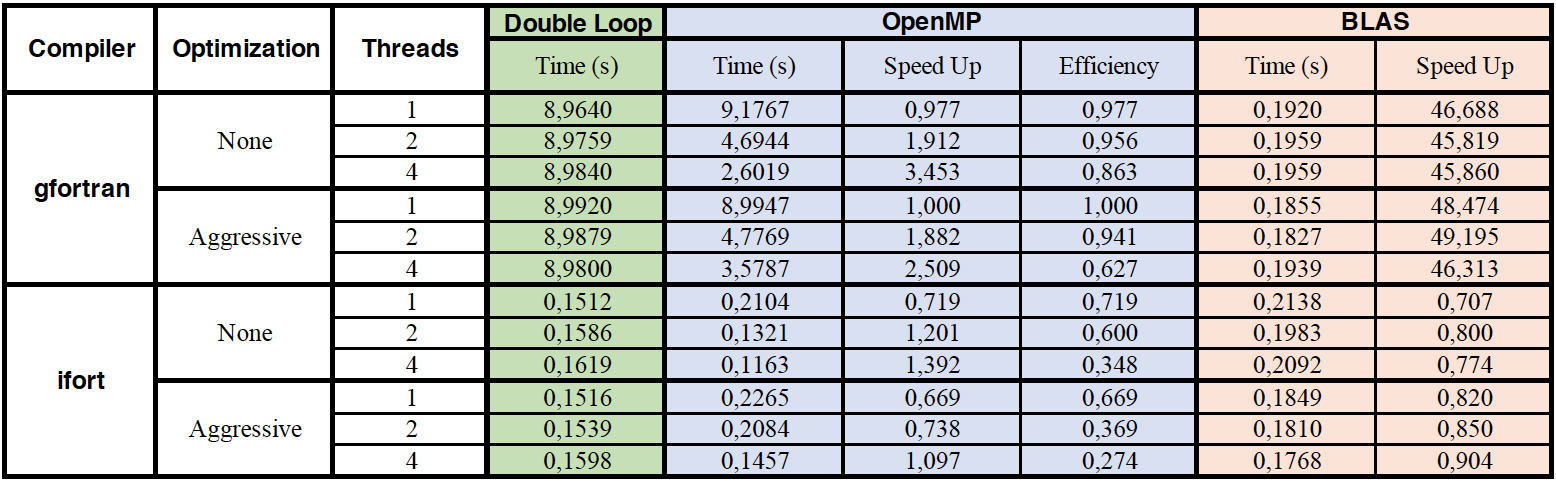 Compiler Optimization Threads Double Loop OpenMP BLAS
Time (s) Time (s) Speed Up Efficiency Time (s) Speed Up
gfortran None 1 8,9640 9,1767 0,977 0,977 0,1920 46,688
2 8,9759 4,6944 1,912 0,956 0,1959 45,819
4 8,9840 2,6019 3,453 0,863 0,1959 45,860
Aggressive 1 8,9920 8,9947 1,000 1,000 0,1855 48,474
2 8,9879 4,7769 1,882 0,941 0,1827 49,195
4 8,9800 3,5787 2,509 0,627 0,1939 46,313
ifort None 1 0,1512 0,2104 0,719 0,719 0,2138 0,707
2 0,1586 0,1321 1,201 0,600 0,1983 0,800
4 0,1619 0,1163 1,392 0,348 0,2092 0,774
Aggressive 1 0,1516 0,2265 0,669 0,669 0,1849 0,820
2 0,1539 0,2084 0,738 0,369 0,1810 0,850
4 0,1598 0,1457 1,097 0,274 0,1768 0,904